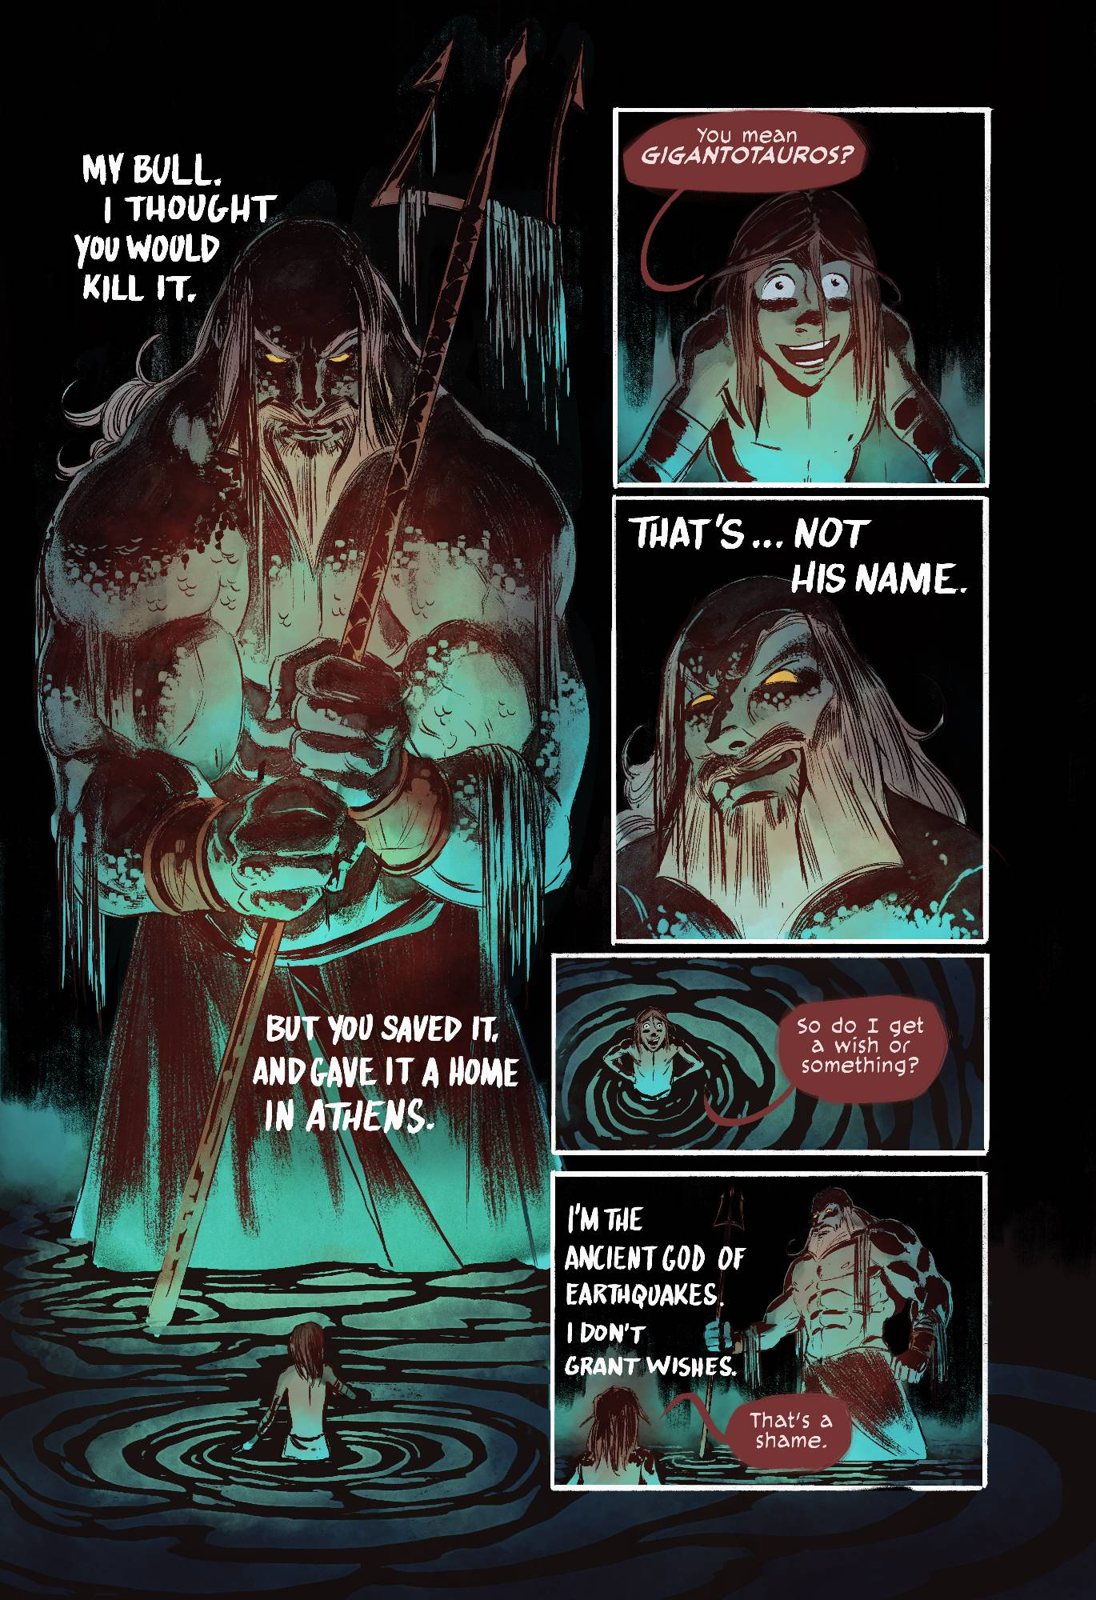 MY BULL.
I THOUGHT
YOU WOULD
KILL IT.
BUT YOU SAVED IT.
AND GAVE IT A HOME
IN ATHENS.
You mean
GIGANTOTAUROS?
THAT'S... NOT
HIS NAME.
So do I get
a wish or
something?
I'M THE
ANCIENT GOD OF
EARTHQUAKES.
I DON'T
GRANT WISHES.
That's a
shame.